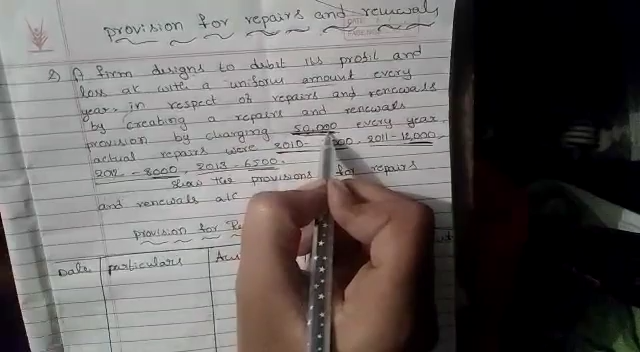 provision for repairs and renewals
A firm designs to debit its profit and
loss a/c with a uniform amount every
year, in respect of repairs and renewals
by creating a repairs and renewals
provision by charging 50,000 every year
actual repairs were 2010- 2011-12,000,
2012 - 8000, 2013-6500.
show the provisions for repairs
and renewals a/c
provision for
Date particulars